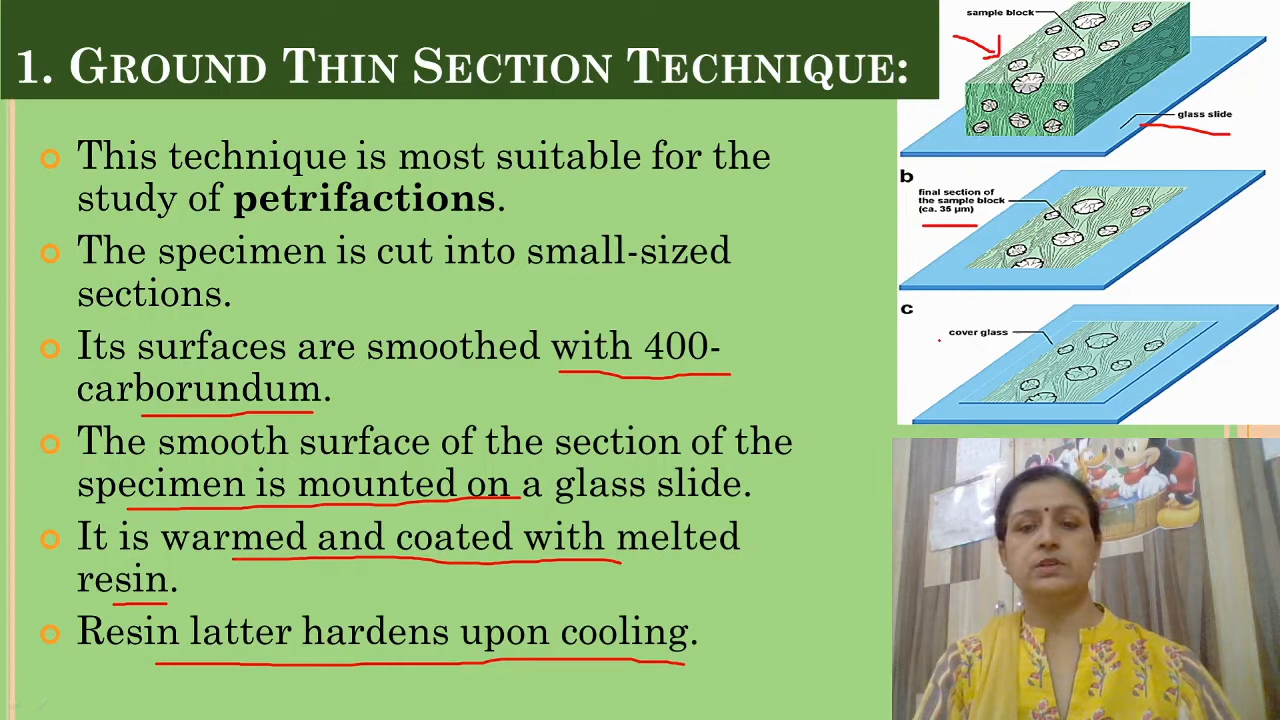 1. GROUND THIN SECTION TECHNIQUE:
This technique is most suitable for the
study of petrifactions.
The specimen is cut into small-sized
sections.
Its surfaces are smoothed with 400-
carborundum.
The smooth surface of the section of the
specimen is mounted on a glass slide.
It is warmed and coated with melted
resin.
Resin latter hardens upon cooling.
sample block
glass slide
b
final section of
the sample block
(ca. 35 µm)
c
cover glass